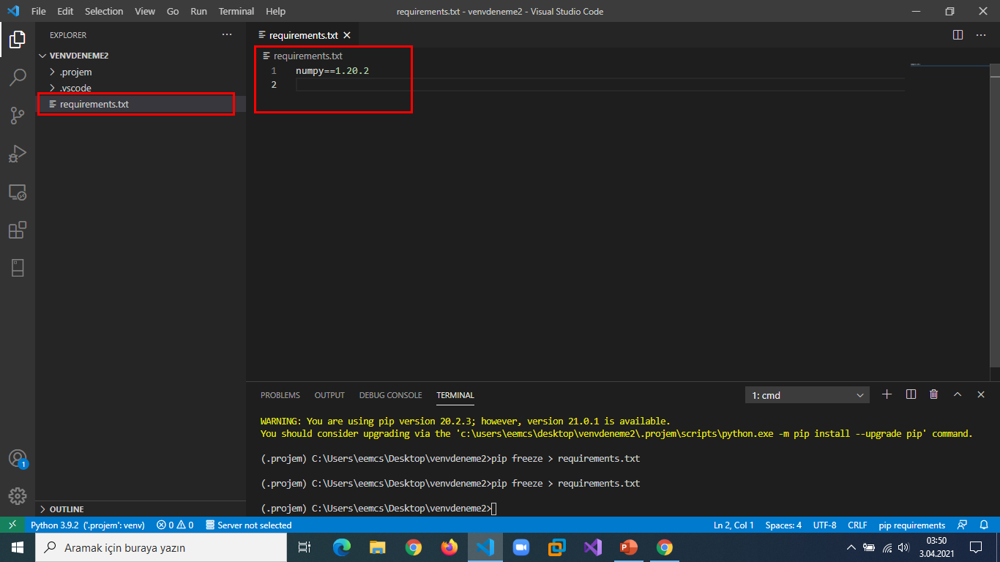 File Edit Selection View Go Run Terminal Help
requirements.txt - venvdeneme2 - Visual Studio Code
EXPLORER
VENVDENEME2
.projem
.vscode
requirements.txt
OUTLINE
requirements.txt
requirements.txt
1 numpy==1.20.2
2
PROBLEMS OUTPUT DEBUG CONSOLE TERMINAL
1: cmd
WARNING: You are using pip version 20.2.3; however, version 21.0.1 is available.
You should consider upgrading via the 'c:\users\eemcs\desktop\venvdeneme2\.projem\scripts\python.exe -m pip install --upgrade pip' command.
(.projem) C:\Users\eemcs\Desktop\venvdeneme2>pip freeze > requirements.txt
(.projem) C:\Users\eemcs\Desktop\venvdeneme2>pip freeze > requirements.txt
(.projem) C:\Users\eemcs\Desktop\venvdeneme2>
1
Python 3.9.2 ('.projem': venv) 0 0 Server not selected
Ln 2, Col 1 Spaces: 4 UTF-8 CRLF pip requirements
Aramak için buraya yazın
03:50
3.04.2021